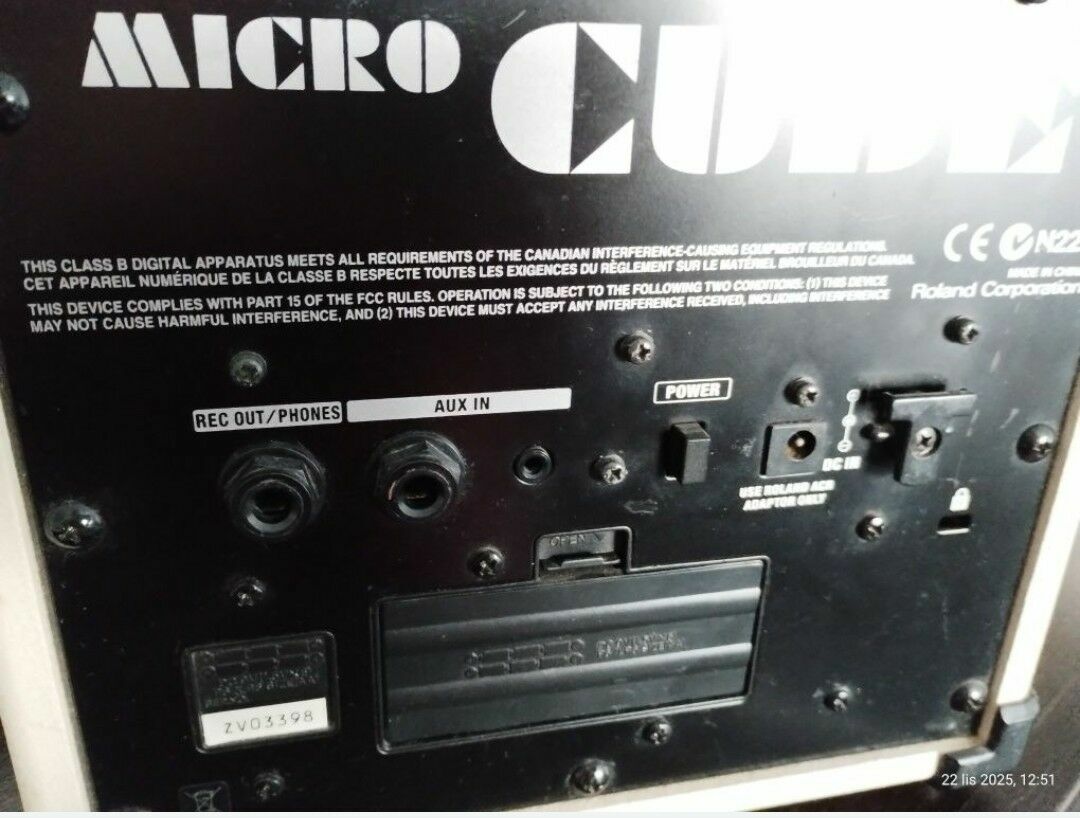 MICRO CUBE
THIS CLASS B DIGITAL APPARATUS MEETS ALL REQUIREMENTS OF THE CANADIAN INTERFERENCE-CAUSING EQUIPMENT REGULATIONS.
CET APPAREIL NUMÉRIQUE DE LA CLASSE B RESPECTE TOUTES LES EXIGENCES DU RÈGLEMENT SUR LE MATÉRIEL BROUILLEUR DU CANADA.
THIS DEVICE COMPLIES WITH PART 15 OF THE FCC RULES. OPERATION IS SUBJECT TO THE FOLLOWING TWO CONDITIONS: (1) THIS DEVICE
MAY NOT CAUSE HARMFUL INTERFERENCE, AND (2) THIS DEVICE MUST ACCEPT ANY INTERFERENCE RECEIVED, INCLUDING INTERFERENCE
CE N22
MADE IN CHINA
Roland Corporation
REC OUT/PHONES
AUX IN
POWER
DC IN
USE ROLAND ACR
ADAPTOR ONLY
OPEN
ZV03398
22 lis 2025, 12:51